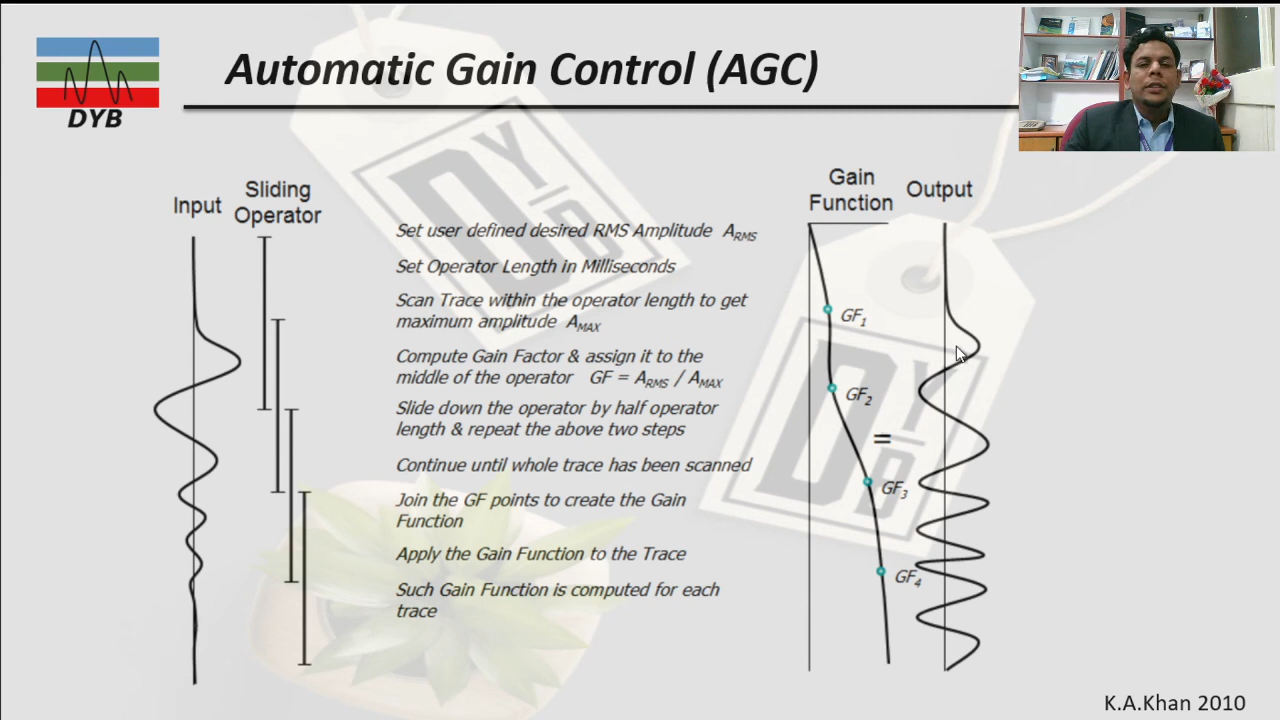 Automatic Gain Control (AGC)
DYB
Input
Sliding
Operator
Set user defined desired RMS Amplitude A_RMS
Set Operator Length in Milliseconds
Scan Trace within the operator length to get
maximum amplitude A_MAX
Compute Gain Factor & assign it to the
middle of the operator GF = A_RMS / A_MAX
Slide down the operator by half operator
length & repeat the above two steps
Continue until whole trace has been scanned
Join the GF points to create the Gain
Function
Apply the Gain Function to the Trace
Such Gain Function is computed for each
trace
Gain
Function
Output
GF1
GF2
=
GF3
GF4
DYB
DYB
K.A.Khan 2010